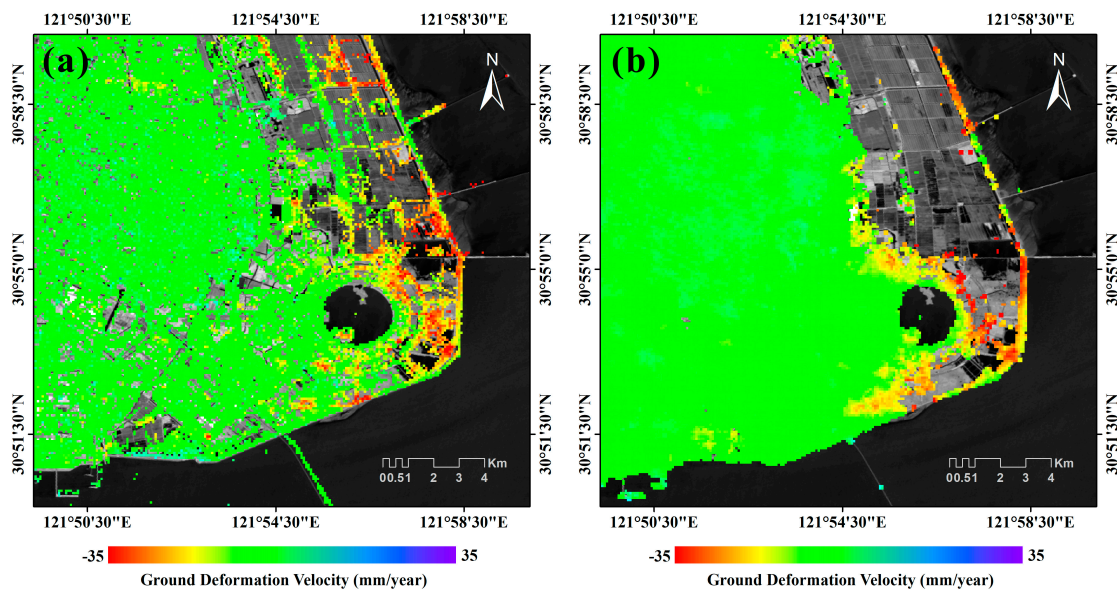 121°50'30"E 121°54'30"E 121°58'30"E 121°50'30"E 121°54'30"E 121°58'30"E
(a) (b)
N N
30°58'30"N 30°58'30"N 30°58'30"N 30°58'30"N
30°55'0"N 30°55'0"N 30°55'0"N 30°55'0"N
30°51'30"N 30°51'30"N 30°51'30"N 30°51'30"N
Km Km
00.51 2 3 4 00.51 2 3 4
121°50'30"E 121°54'30"E 121°58'30"E 121°50'30"E 121°54'30"E 121°58'30"E
-35 35 -35 35
Ground Deformation Velocity (mm/year) Ground Deformation Velocity (mm/year)